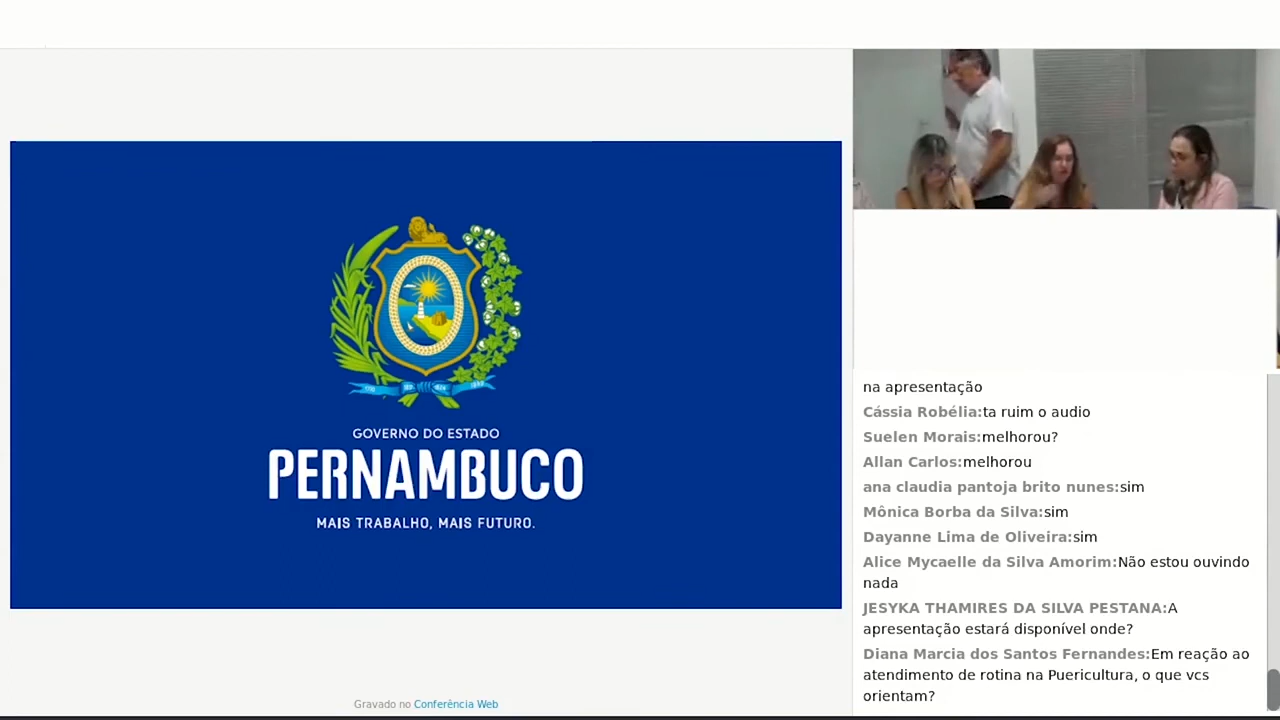 GOVERNO DO ESTADO
PERNAMBUCO
MAIS TRABALHO, MAIS FUTURO.
Gravado no Conferência Web
na apresentação
Cássia Robélia:ta ruim o audio
Suelen Morais:melhorou?
Allan Carlos:melhorou
ana claudia pantoja brito nunes:sim
Mônica Borba da Silva:sim
Dayanne Lima de Oliveira:sim
Alice Mycaelle da Silva Amorim:Não estou ouvindo
nada
JESYKA THAMIRES DA SILVA PESTANA:A
apresentação estará disponível onde?
Diana Marcia dos Santos Fernandes:Em reação ao
atendimento de rotina na Puericultura, o que vcs
orientam?